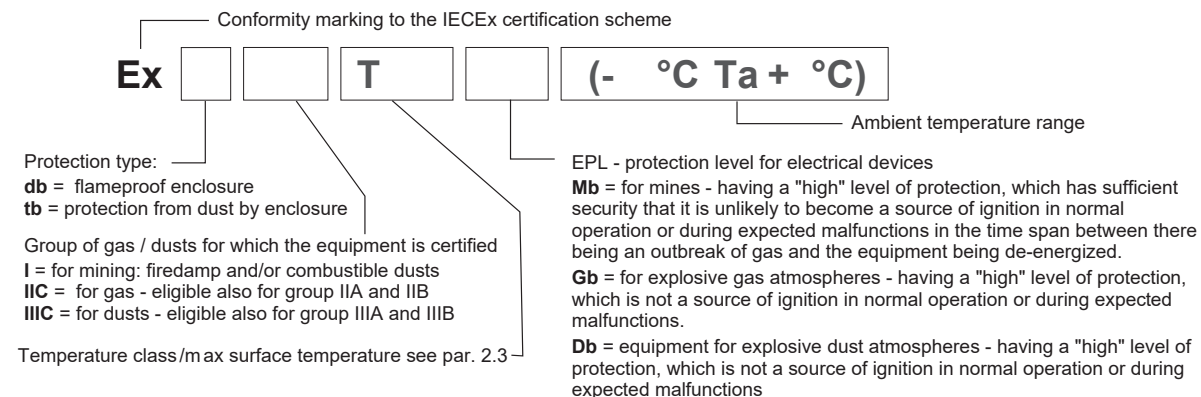 Conformity marking to the IECEx certification scheme
Ex T (- °C Ta + °C)
Ambient temperature range
Protection type:
db = flameproof enclosure
tb = protection from dust by enclosure
Group of gas / dusts for which the equipment is certified
I = for mining: firedamp and/or combustible dusts
IIC = for gas - eligible also for group IIA and IIB
IIIC = for dusts - eligible also for group IIIA and IIIB
Temperature class/max surface temperature see par. 2.3
EPL - protection level for electrical devices
Mb = for mines - having a "high" level of protection, which has sufficient
security that it is unlikely to become a source of ignition in normal
operation or during expected malfunctions in the time span between there
being an outbreak of gas and the equipment being de-energized.
Gb = for explosive gas atmospheres - having a "high" level of protection,
which is not a source of ignition in normal operation or during expected
malfunctions.
Db = equipment for explosive dust atmospheres - having a "high" level of
protection, which is not a source of ignition in normal operation or during
expected malfunctions